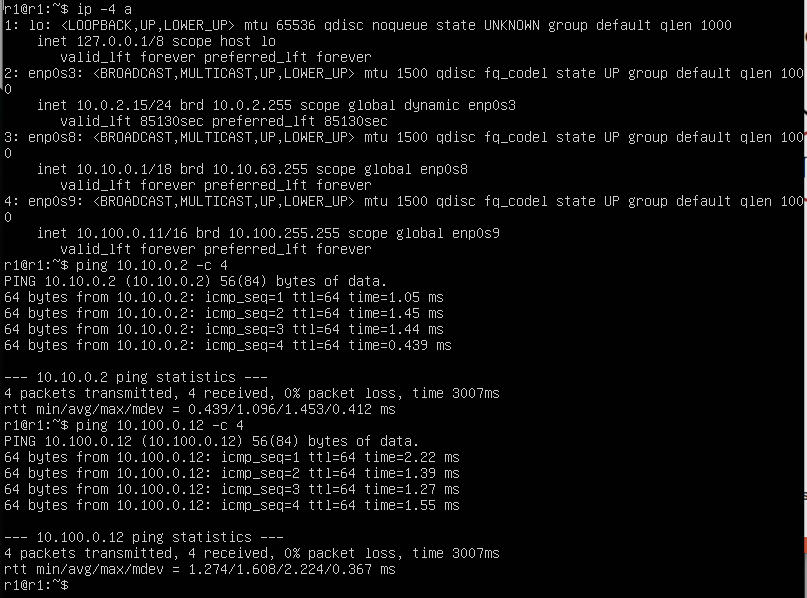 r1@r1:~$ ip -4 a
1: lo: <LOOPBACK,UP,LOWER_UP> mtu 65536 qdisc noqueue state UNKNOWN group default qlen 1000
    inet 127.0.0.1/8 scope host lo
       valid_lft forever preferred_lft forever
2: enp0s3: <BROADCAST,MULTICAST,UP,LOWER_UP> mtu 1500 qdisc fq_codel state UP group default qlen 100
0
    inet 10.0.2.15/24 brd 10.0.2.255 scope global dynamic enp0s3
       valid_lft 85130sec preferred_lft 85130sec
3: enp0s8: <BROADCAST,MULTICAST,UP,LOWER_UP> mtu 1500 qdisc fq_codel state UP group default qlen 100
0
    inet 10.10.0.1/18 brd 10.10.63.255 scope global enp0s8
       valid_lft forever preferred_lft forever
4: enp0s9: <BROADCAST,MULTICAST,UP,LOWER_UP> mtu 1500 qdisc fq_codel state UP group default qlen 100
0
    inet 10.100.0.11/16 brd 10.100.255.255 scope global enp0s9
       valid_lft forever preferred_lft forever
r1@r1:~$ ping 10.10.0.2 -c 4
PING 10.10.0.2 (10.10.0.2) 56(84) bytes of data.
64 bytes from 10.10.0.2: icmp_seq=1 ttl=64 time=1.05 ms
64 bytes from 10.10.0.2: icmp_seq=2 ttl=64 time=1.45 ms
64 bytes from 10.10.0.2: icmp_seq=3 ttl=64 time=1.44 ms
64 bytes from 10.10.0.2: icmp_seq=4 ttl=64 time=0.439 ms

--- 10.10.0.2 ping statistics ---
4 packets transmitted, 4 received, 0% packet loss, time 3007ms
rtt min/avg/max/mdev = 0.439/1.096/1.453/0.412 ms
r1@r1:~$ ping 10.100.0.12 -c 4
PING 10.100.0.12 (10.100.0.12) 56(84) bytes of data.
64 bytes from 10.100.0.12: icmp_seq=1 ttl=64 time=2.22 ms
64 bytes from 10.100.0.12: icmp_seq=2 ttl=64 time=1.39 ms
64 bytes from 10.100.0.12: icmp_seq=3 ttl=64 time=1.27 ms
64 bytes from 10.100.0.12: icmp_seq=4 ttl=64 time=1.55 ms

--- 10.100.0.12 ping statistics ---
4 packets transmitted, 4 received, 0% packet loss, time 3007ms
rtt min/avg/max/mdev = 1.274/1.608/2.224/0.367 ms
r1@r1:~$